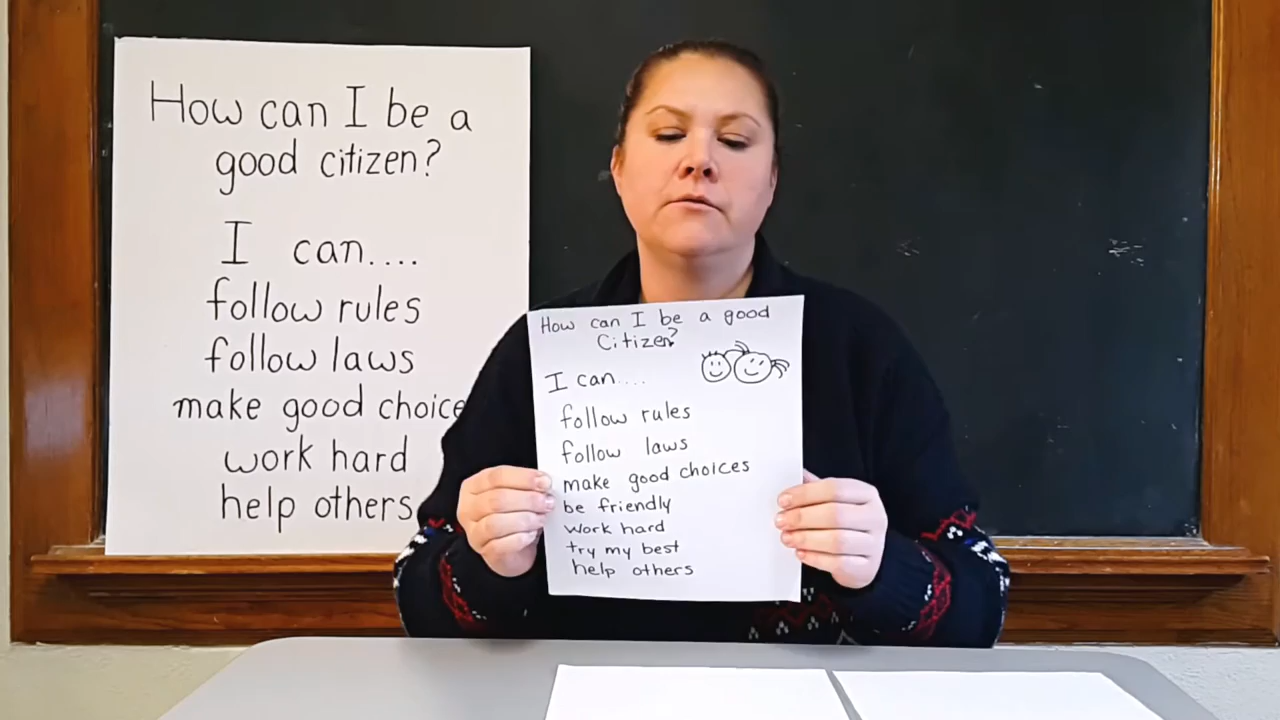 How can I be a
good citizen?
I can....
follow rules
follow laws
make good choice
work hard
help others
How can I be a good
Citizen?
I can....
follow rules
follow laws
make good choices
be friendly
work hard
try my best
help others